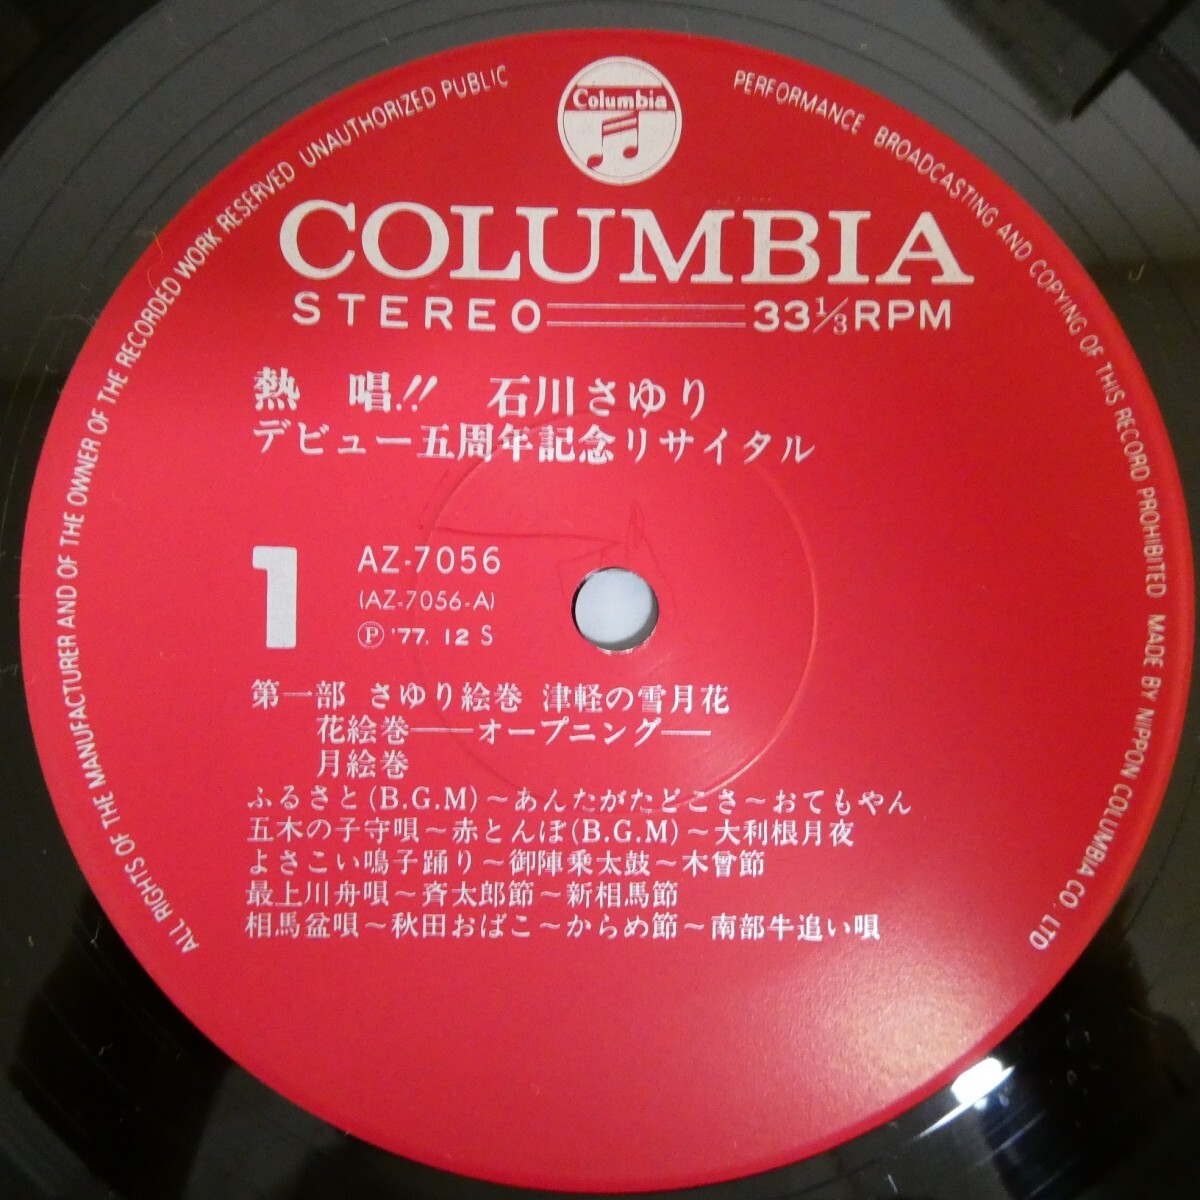 ALL RIGHTS OF THE MANUFACTURER AND OF THE OWNER OF THE RECORDED WORK RESERVED UNAUTHORIZED PUBLIC PERFORMANCE BROADCASTING AND COPYING OF THIS RECORD PROHIBITED MADE BY NIPPON COLUMBIA CO. LTD
Columbia
COLUMBIA
STEREO 33⅓ RPM
熱 唱!! 石川さゆり
デビュー五周年記念リサイタル
1
AZ-7056
(AZ-7056-A)
Ⓟ '77. 12 S
第一部 さゆり絵巻 津軽の雪月花
花絵巻——オープニング—
月絵巻
ふるさと(B.G.M)~あんたがたどこさ~おてもやん
五木の子守唄~赤とんぼ(B.G.M)~大利根月夜
よさこい鳴子踊り~御陣乗太鼓~木曾節
最上川舟唄~斉太郎節~新相馬節
相馬盆唄~秋田おばこ~からめ節~南部牛追い唄